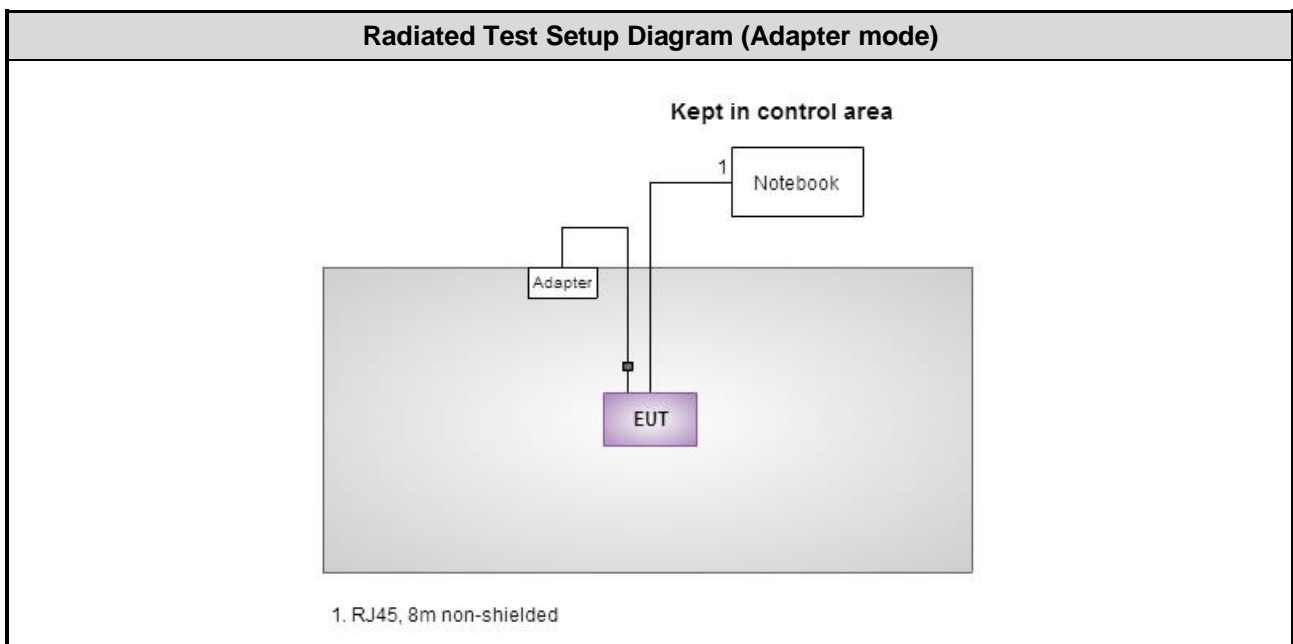 Radiated Test Setup Diagram (Adapter mode)
Kept in control area
1
Notebook
Adapter
EUT
1. RJ45, 8m non-shielded